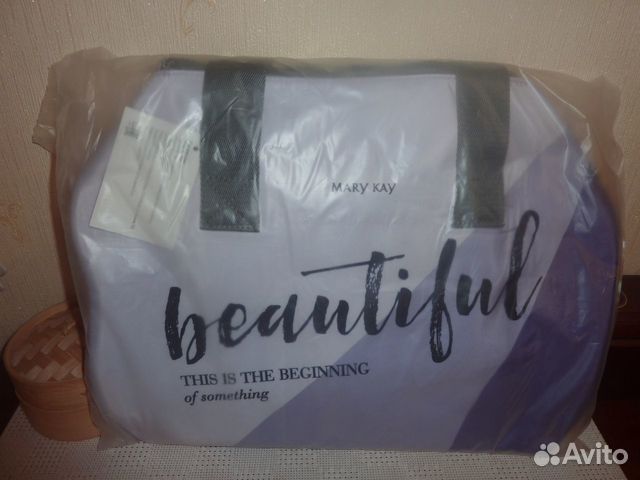 MARY KAY
beautiful
THIS IS THE BEGINNING
of something
Avito